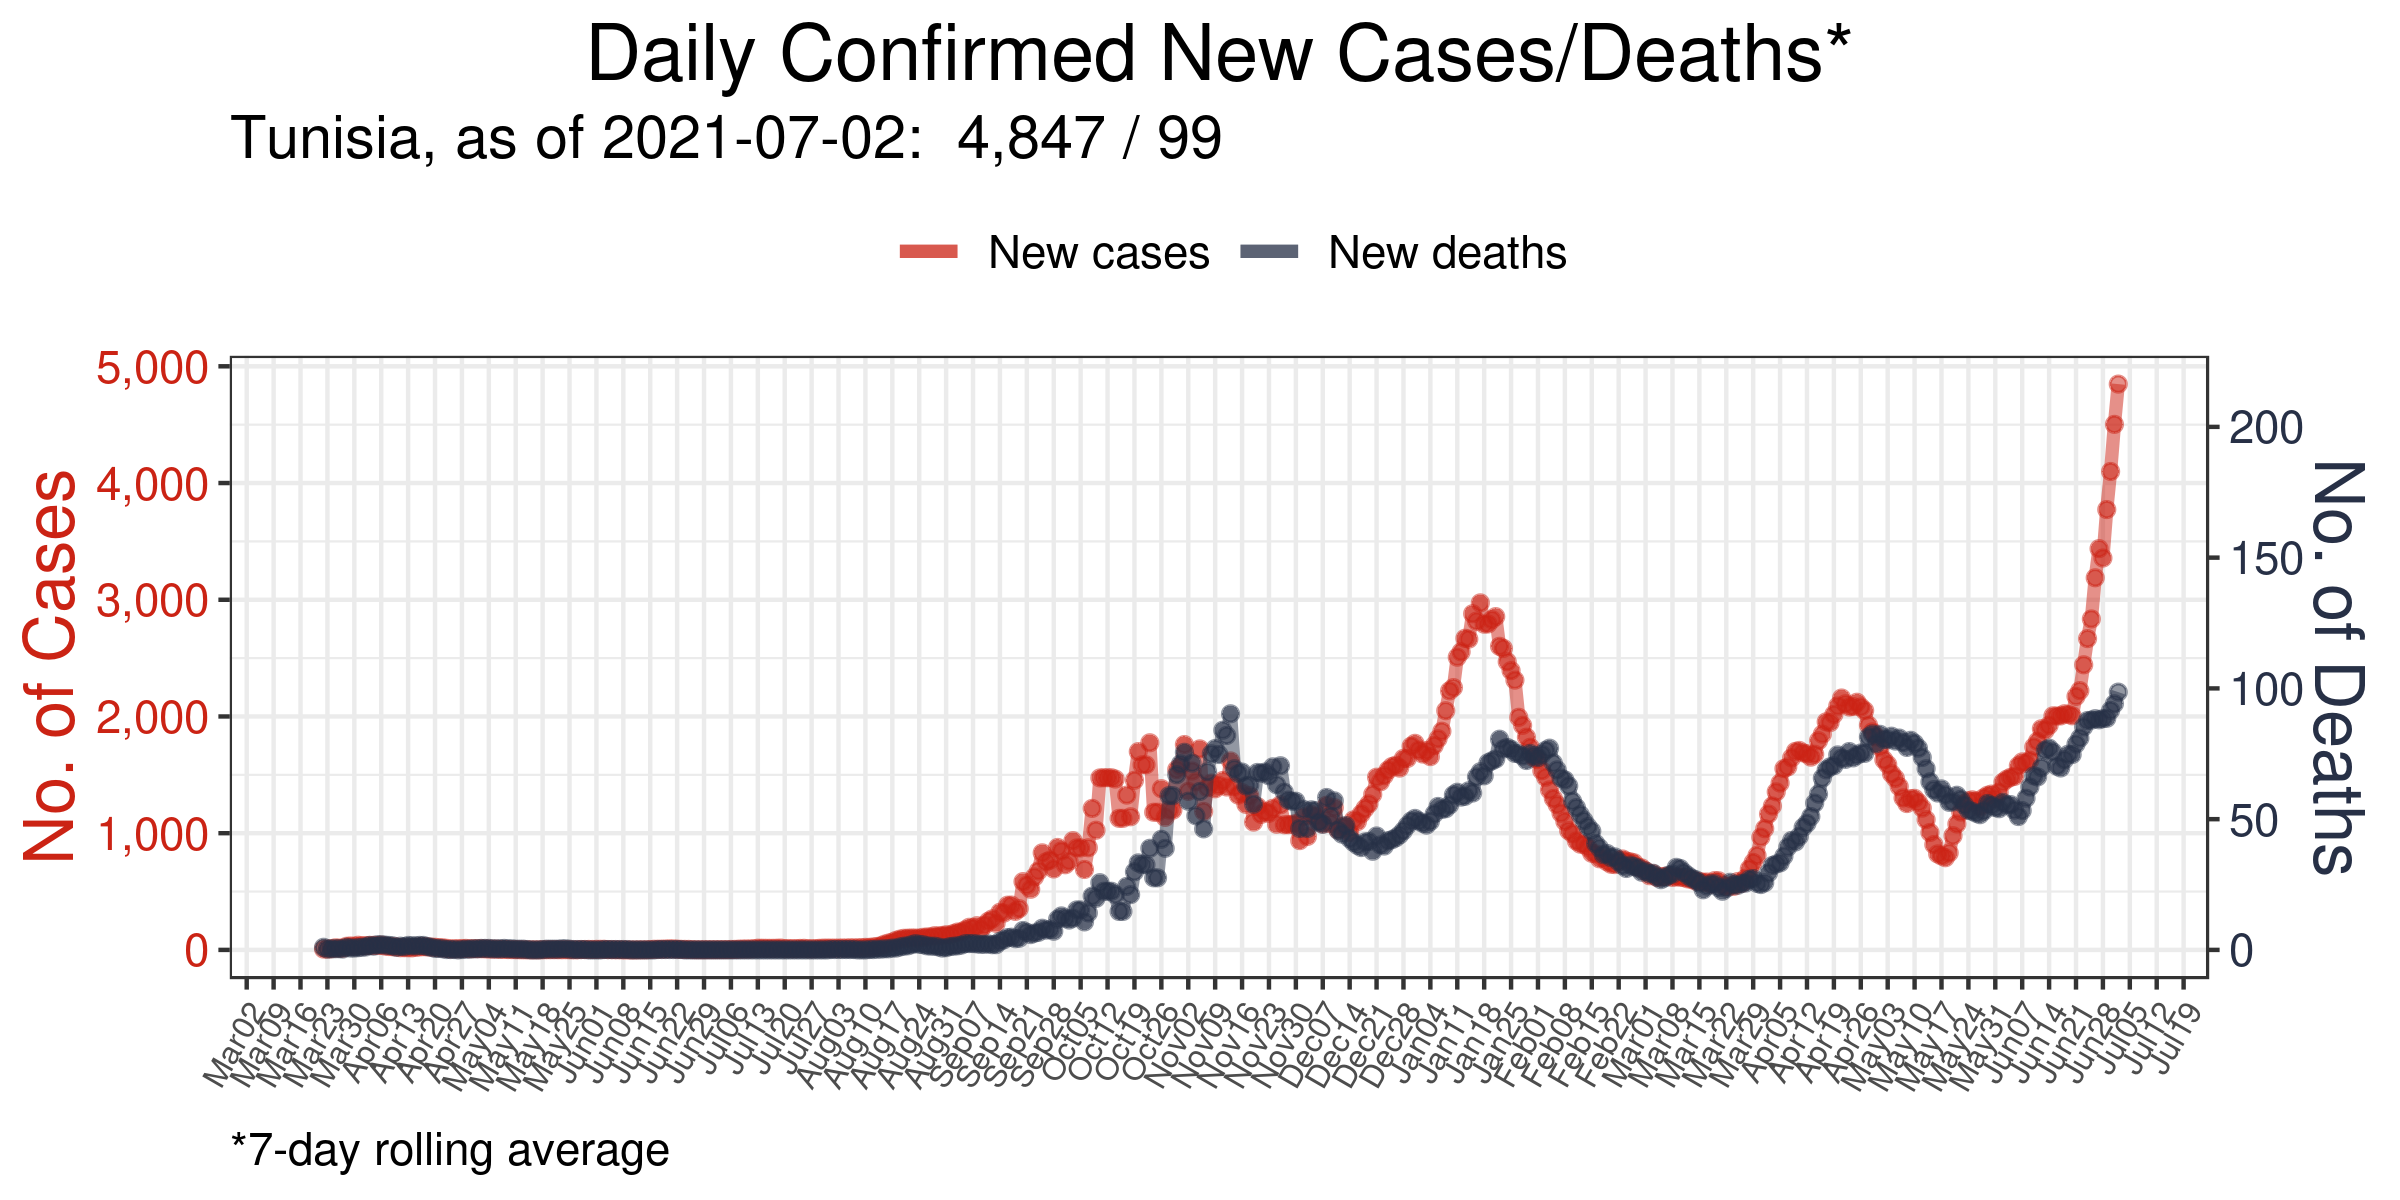 Daily Confirmed New Cases/Deaths*
Tunisia, as of 2021-07-02:  4,847 / 99
New cases
New deaths
No. of Cases
5,000
4,000
3,000
2,000
1,000
0
No. of Deaths
200
150
100
50
0
Mar02
Mar09
Mar16
Mar23
Mar30
Apr06
Apr13
Apr20
Apr27
May04
May11
May18
May25
Jun01
Jun08
Jun15
Jun22
Jun29
Jul06
Jul13
Jul20
Jul27
Aug03
Aug10
Aug17
Aug24
Aug31
Sep07
Sep14
Sep21
Sep28
Oct05
Oct12
Oct19
Oct26
Nov02
Nov09
Nov16
Nov23
Nov30
Dec07
Dec14
Dec21
Dec28
Jan04
Jan11
Jan18
Jan25
Feb01
Feb08
Feb15
Feb22
Mar01
Mar08
Mar15
Mar22
Mar29
Apr05
Apr12
Apr19
Apr26
May03
May10
May17
May24
May31
Jun07
Jun14
Jun21
Jun28
Jul05
Jul12
Jul19
*7-day rolling average